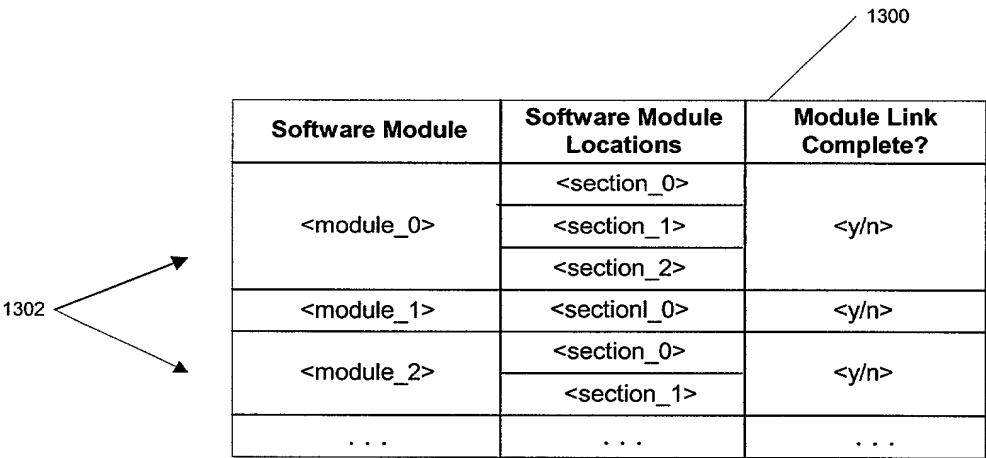 1300
Software Module
Software Module
Locations
Module Link
Complete?
<module_0>
<section_0>
<section_1>
<section_2>
<y/n>
1302
<module_1>
<sectionl_0>
<y/n>
<module_2>
<section_0>
<section_1>
<y/n>
. . .
. . .
. . .